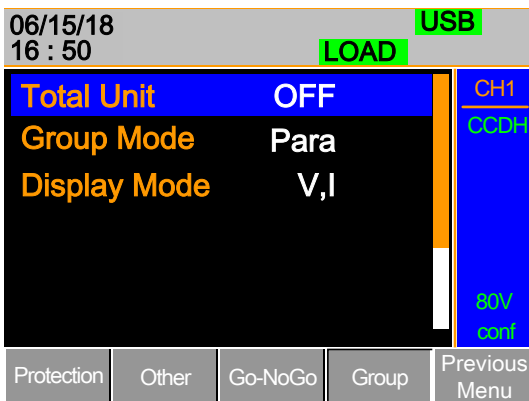 06/15/18
USB
16 : 50
LOAD
Total Unit OFF
Group Mode Para
Display Mode V,I
CH1
CCDH
80V
conf
Protection Other Go-NoGo Group Previous Menu